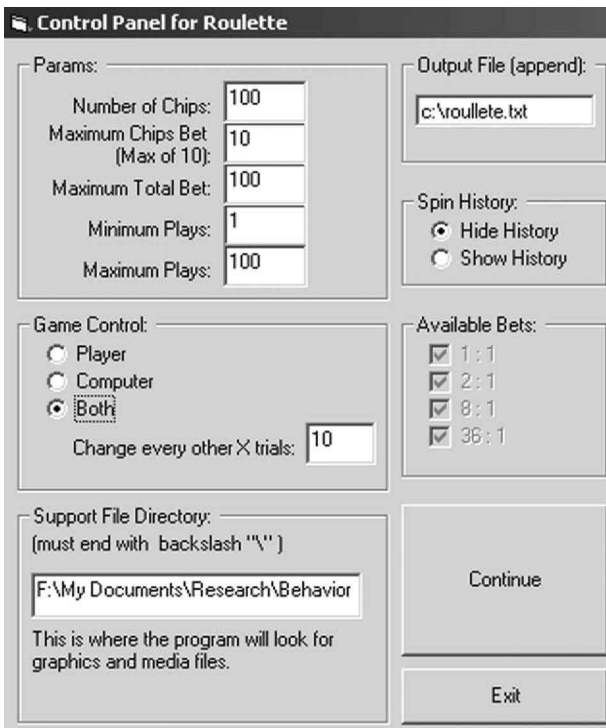 Control Panel for Roulette
Params:
Number of Chips: 100
Maximum Chips Bet
(Max of 10): 10
Maximum Total Bet: 100
Minimum Plays: 1
Maximum Plays: 100
Output File (append):
c:\roullete.txt
Spin History:
Hide History
Show History
Game Control:
Player
Computer
Both
Change every other X trials: 10
Available Bets:
1 : 1
2 : 1
8 : 1
36 : 1
Support File Directory:
(must end with backslash "\" )
F:\My Documents\Research\Behavior
This is where the program will look for
graphics and media files.
Continue
Exit